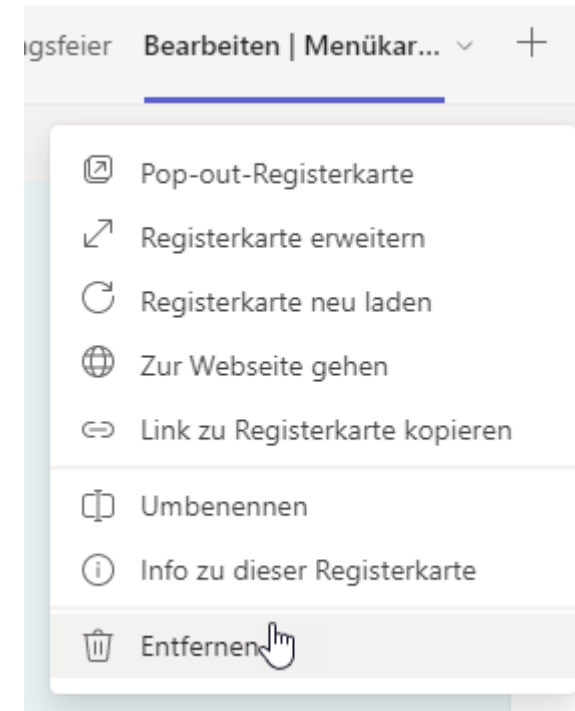 gsfeier Bearbeiten | Menükar...
Pop-out-Registerkarte
Registerkarte erweitern
Registerkarte neu laden
Zur Webseite gehen
Link zu Registerkarte kopieren
Umbenennen
Info zu dieser Registerkarte
Entfernen